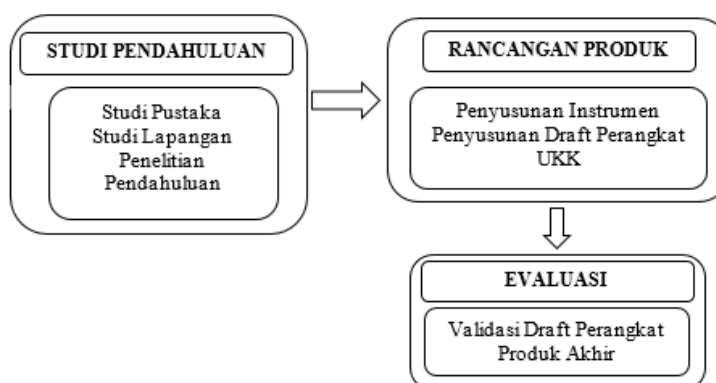 STUDI PENDAHULUAN
Studi Pustaka
Studi Lapangan
Penelitian
Pendahuluan
RANCANGAN PRODUK
Penyusunan Instrumen
Penyusunan Draft Perangkat
UKK
EVALUASI
Validasi Draft Perangkat
Produk Akhir